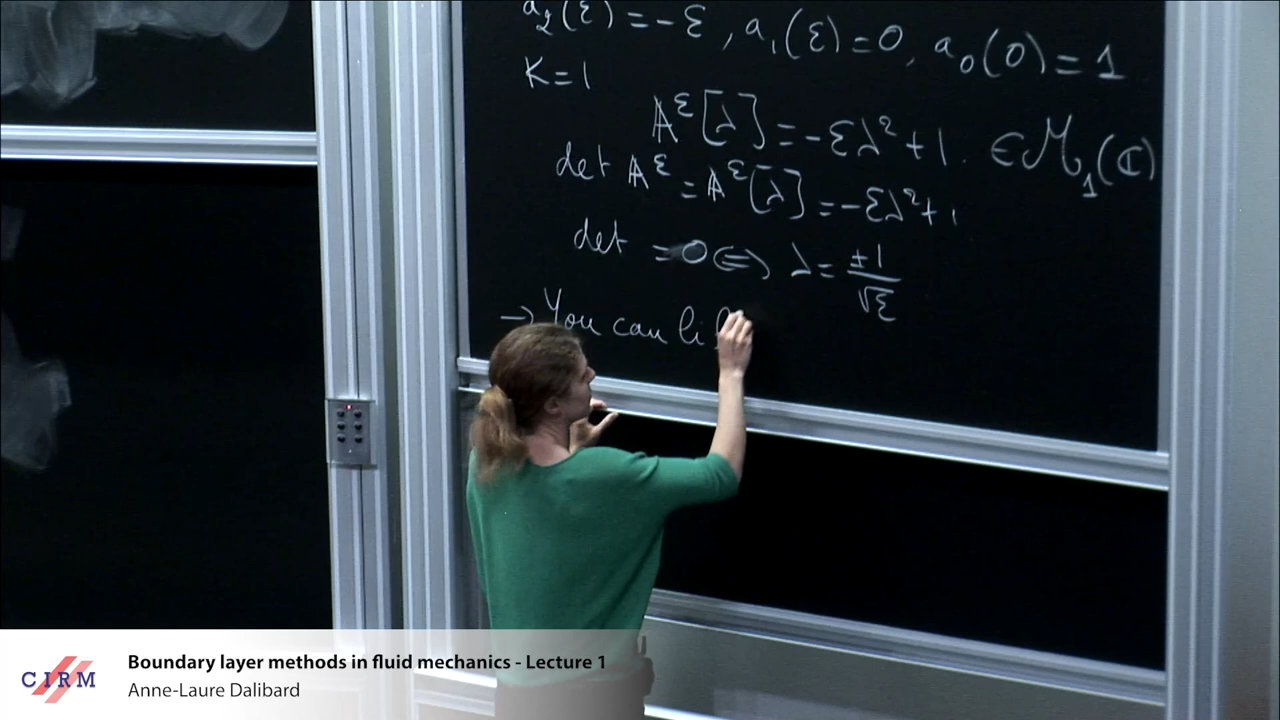 a₂(ε) = -ε, a₁(ε) = 0, a₀(0) = 1
K = 1
𝔸^ε[λ] = -ελ² + 1. ∈ ℳ₁(ℂ)
det 𝔸^ε = 𝔸^ε[λ] = -ελ² + 1
det = 0 ⟺ λ = ±1/√ε
→ You can
CIRM
Boundary layer methods in fluid mechanics - Lecture 1
Anne-Laure Dalibard